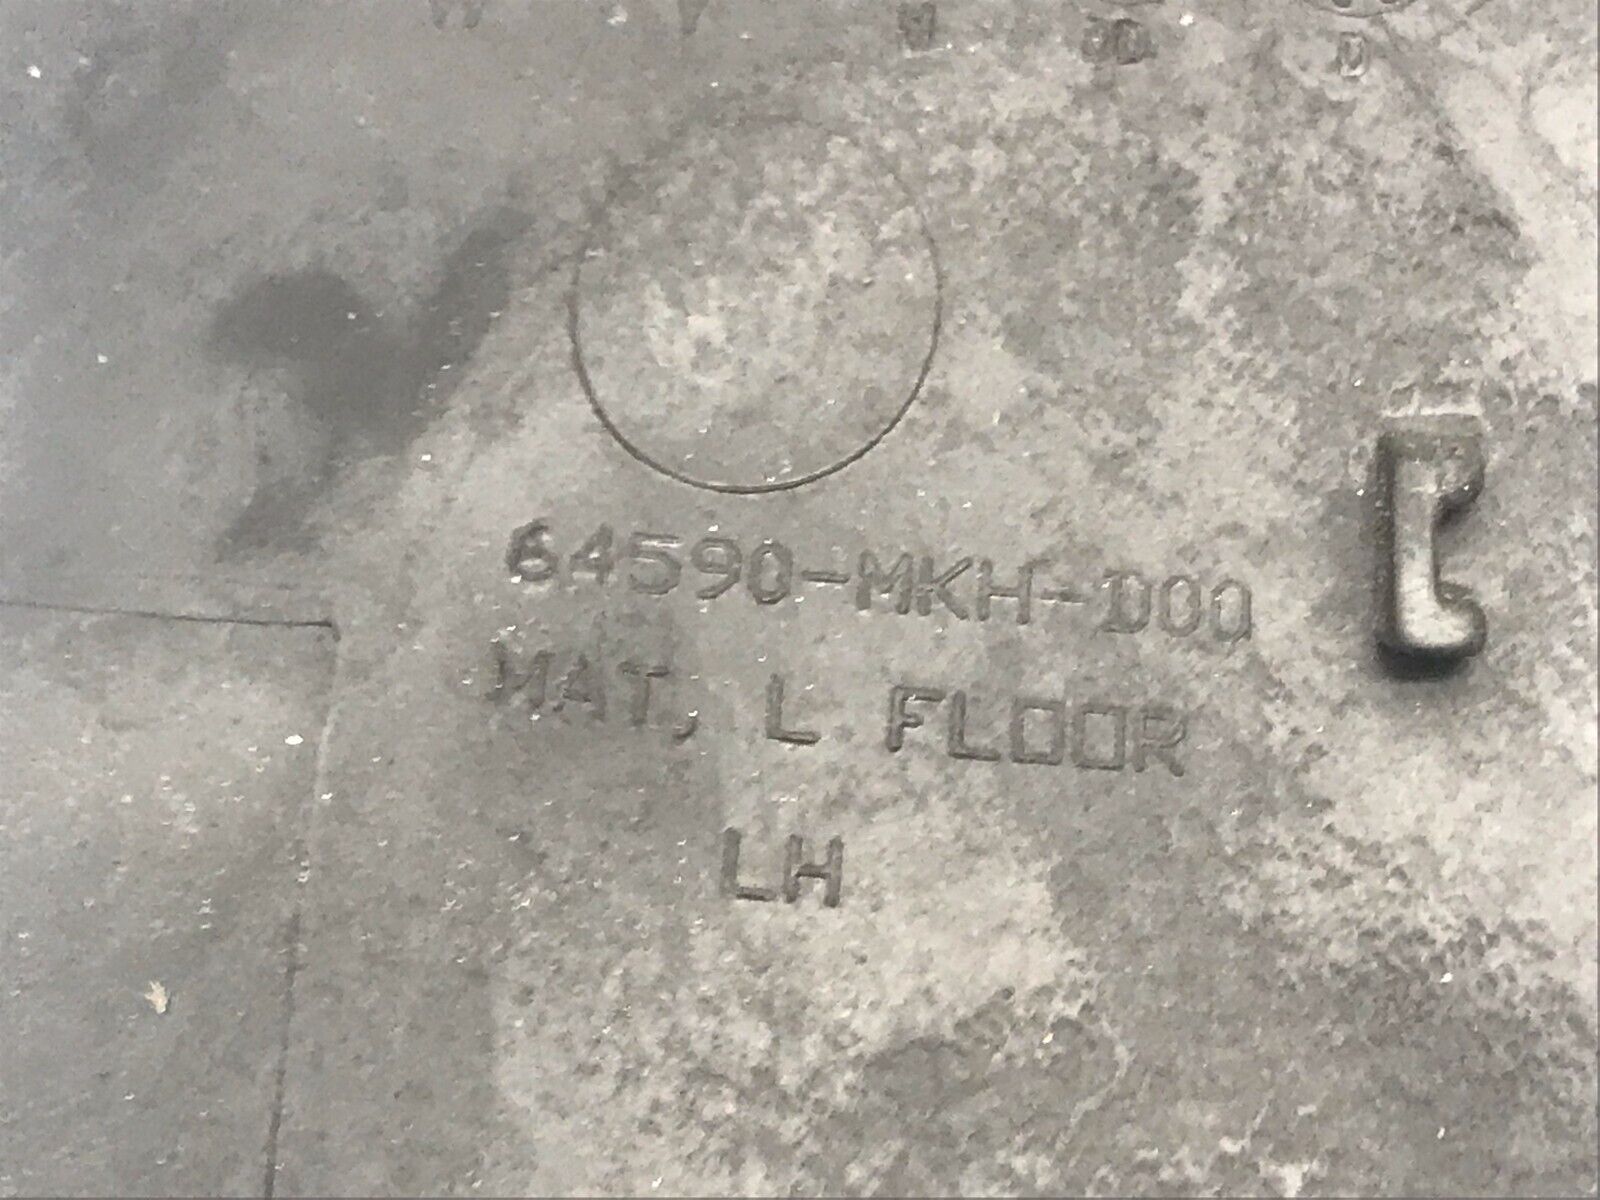 64590-MKH-D00
MAT, L FLOOR
LH